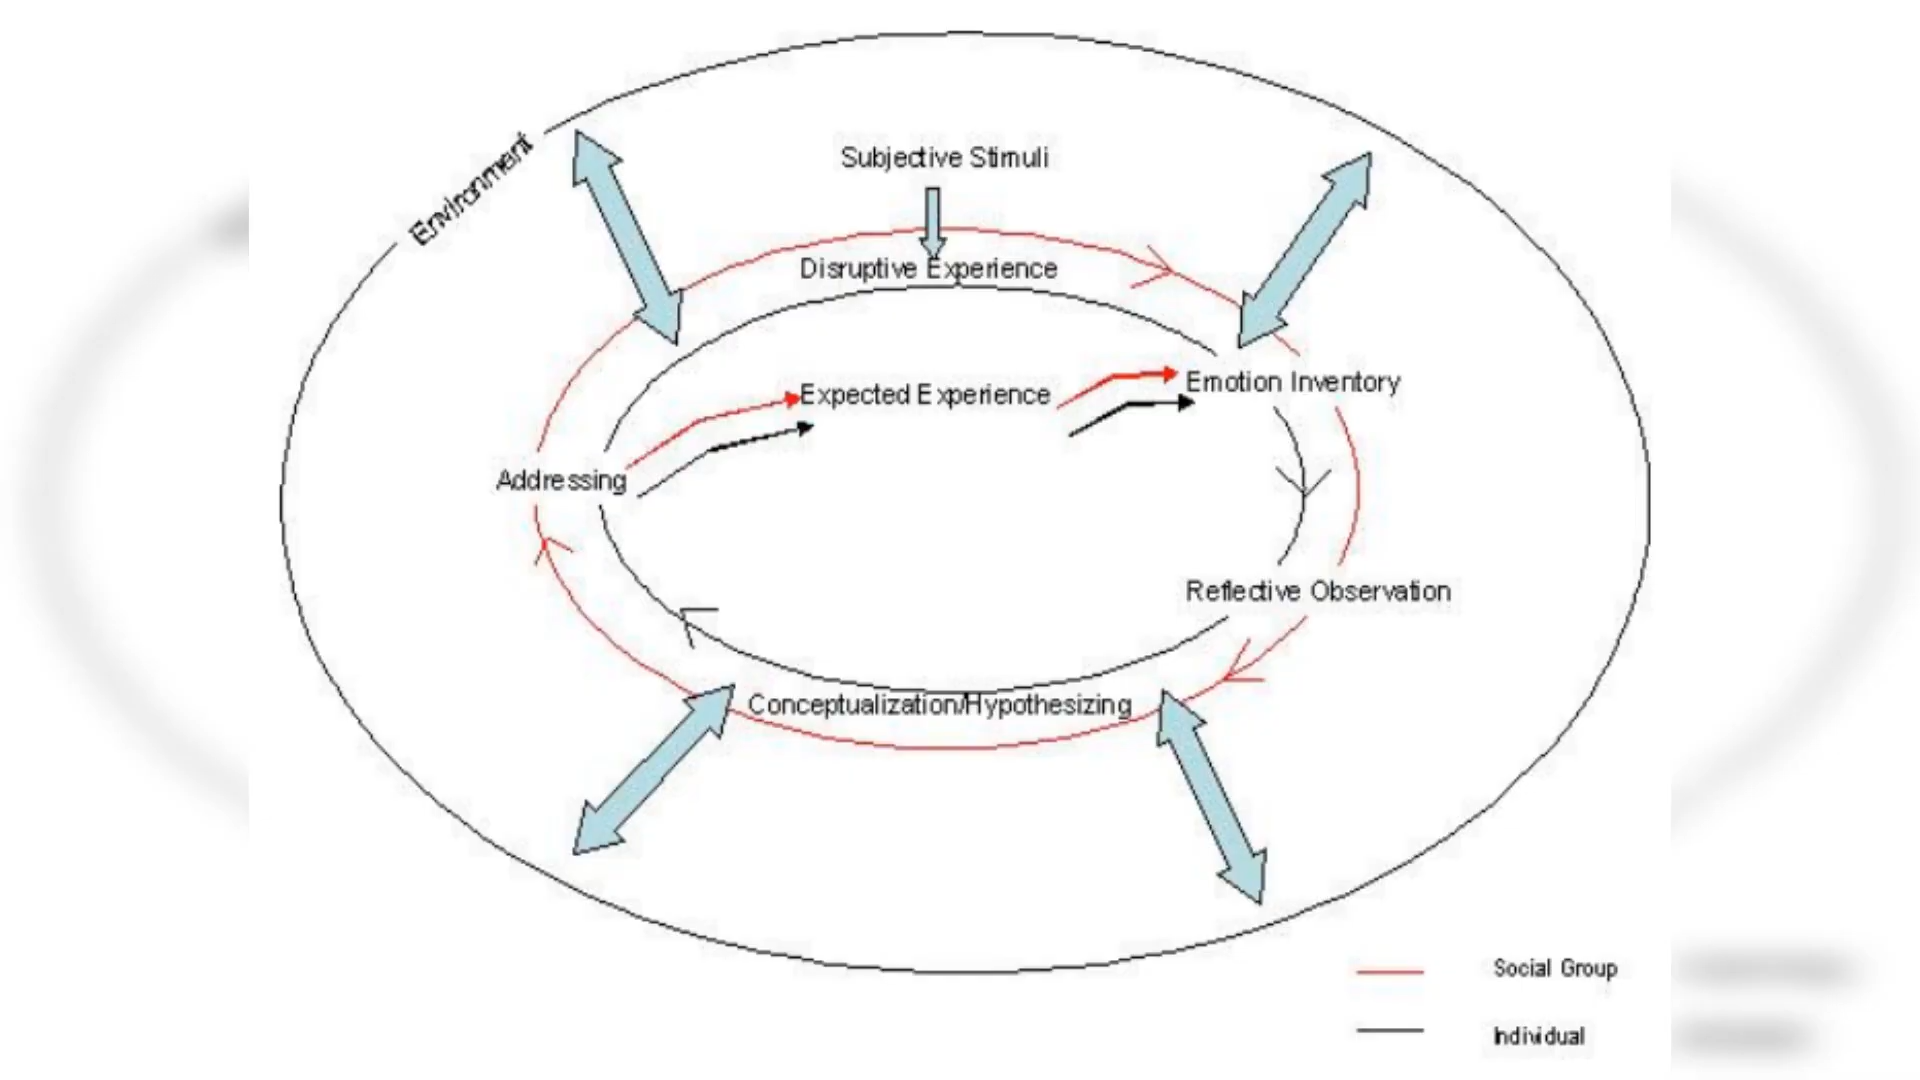 Environment
Subjective Stimuli
Disruptive Experience
Expected Experience
Emotion Inventory
Addressing
Reflective Observation
Conceptualization/Hypothesizing
Social Group
Individual